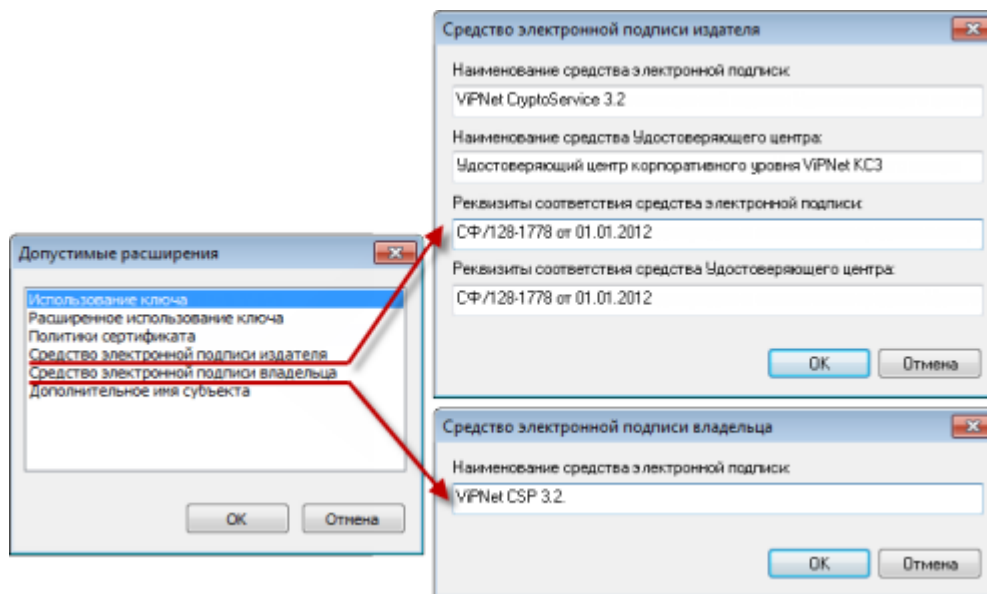 Средство электронной подписи издателя
Наименование средства электронной подписи:
ViPNet CryptoService 3.2
Наименование средства Удостоверяющего центра:
Удостоверяющий центр корпоративного уровня ViPNet КС3
Реквизиты соответствия средства электронной подписи:
СФ/128-1778 от 01.01.2012
Реквизиты соответствия средства Удостоверяющего центра:
СФ/128-1778 от 01.01.2012
ОК
Отмена
Допустимые расширения
Использование ключа
Расширенное использование ключа
Политики сертификата
Средство электронной подписи издателя
Средство электронной подписи владельца
Дополнительное имя субъекта
ОК
Отмена
Средство электронной подписи владельца
Наименование средства электронной подписи:
ViPNet CSP 3.2.
ОК
Отмена